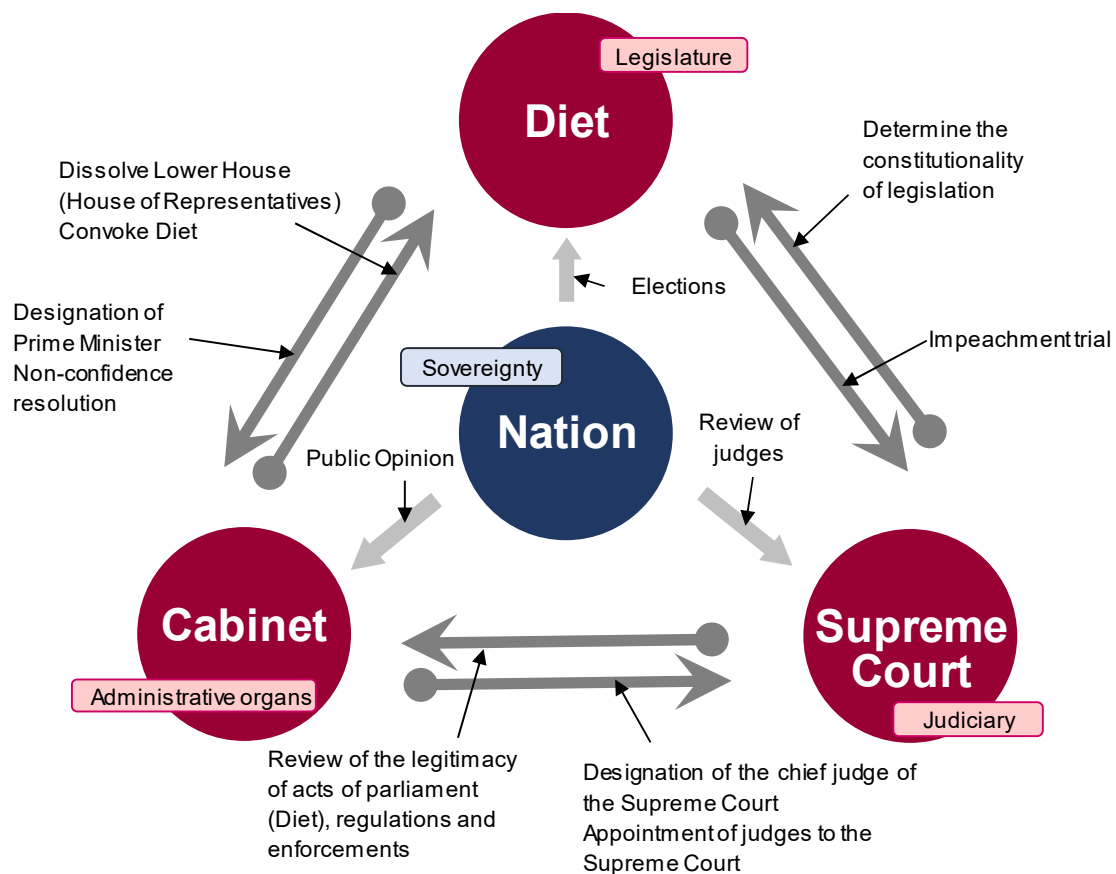 Legislature
Diet
Determine the
constitutionality
of legislation
Dissolve Lower House
(House of Representatives)
Convoke Diet
Elections
Designation of
Prime Minister
Non-confidence
resolution
Impeachment trial
Sovereignty
Nation
Review of
judges
Public Opinion
Cabinet
Administrative organs
Supreme
Court
Judiciary
Review of the legitimacy
of acts of parliament
(Diet), regulations and
enforcements
Designation of the chief judge of
the Supreme Court
Appointment of judges to the
Supreme Court